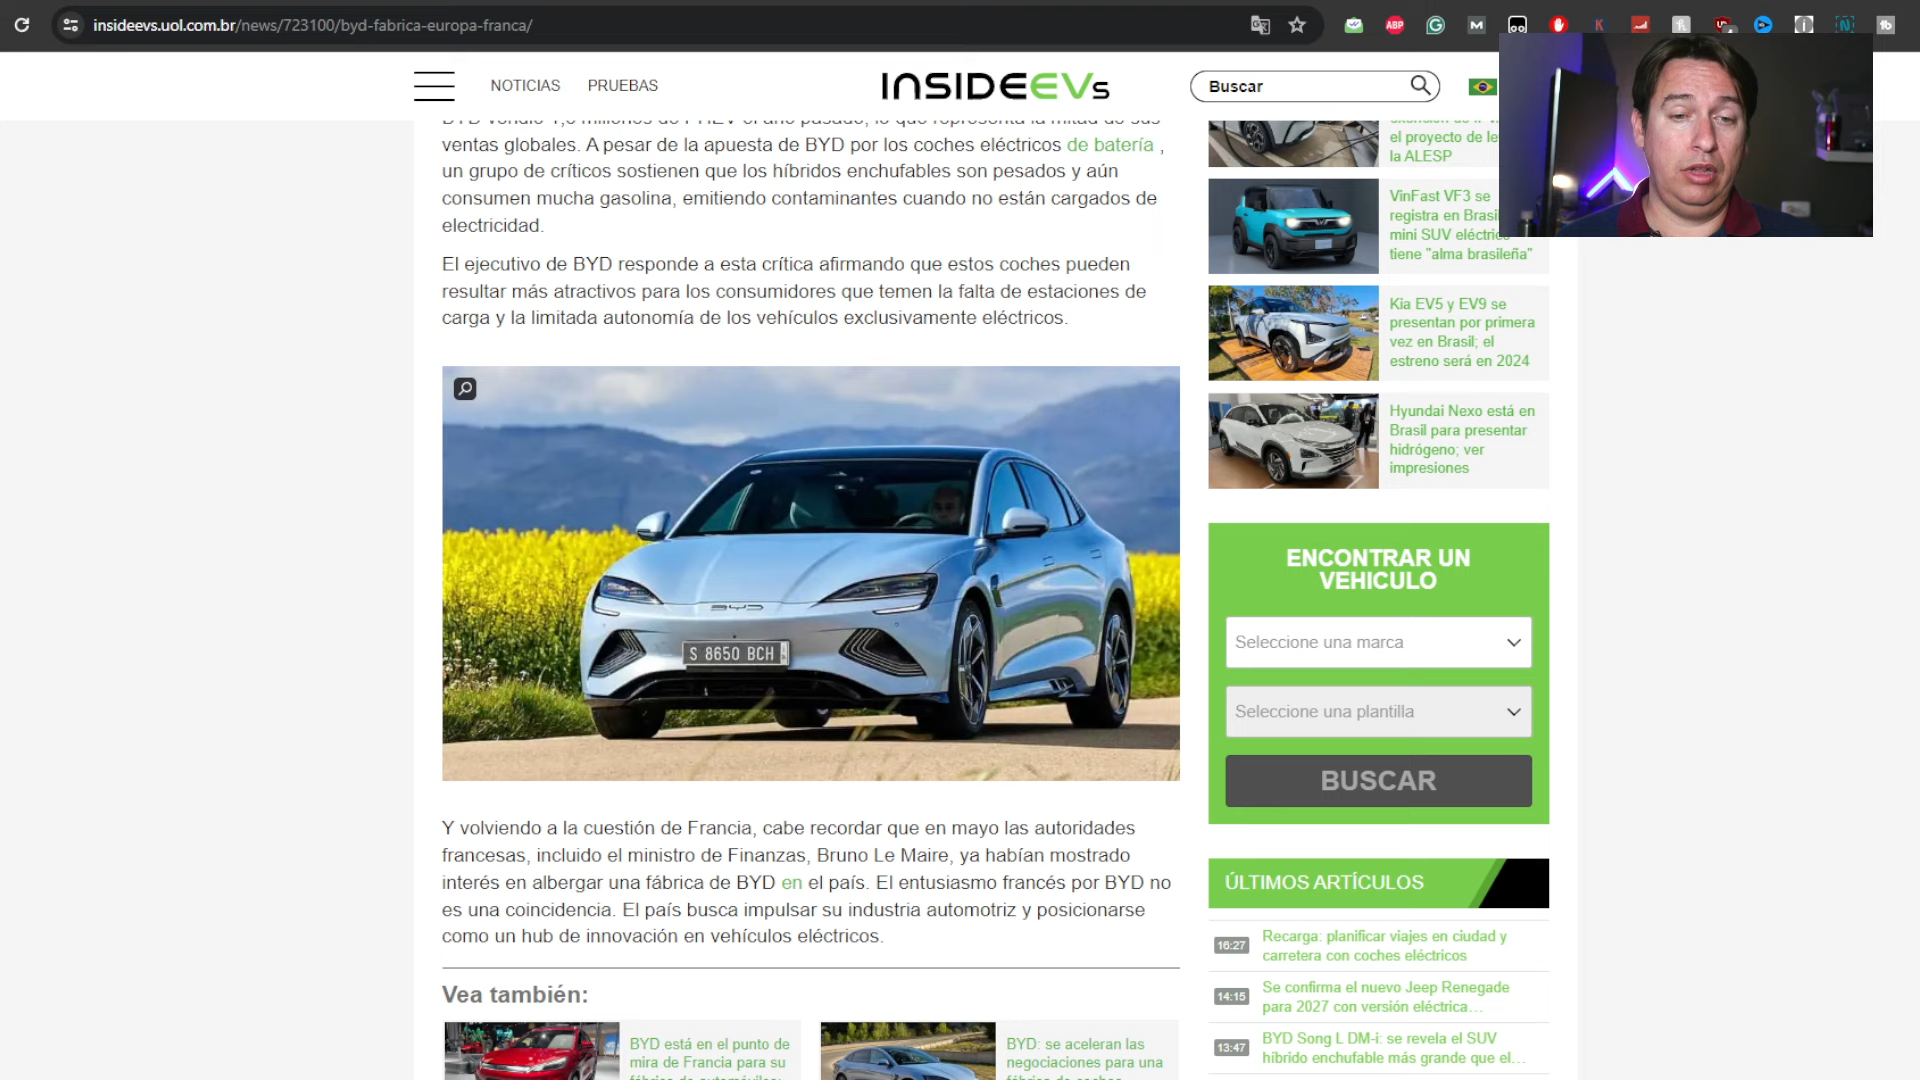 insideevs.uol.com.br/news/723100/byd-fabrica-europa-franca/
ABP
NOTICIAS
PRUEBAS
INSIDEEVs
Buscar
ventas globales. A pesar de la apuesta de BYD por los coches eléctricos de batería ,
un grupo de críticos sostienen que los híbridos enchufables son pesados y aún
consumen mucha gasolina, emitiendo contaminantes cuando no están cargados de
electricidad.
El ejecutivo de BYD responde a esta crítica afirmando que estos coches pueden
resultar más atractivos para los consumidores que temen la falta de estaciones de
carga y la limitada autonomía de los vehículos exclusivamente eléctricos.
BYD
S 8650 BCH
Y volviendo a la cuestión de Francia, cabe recordar que en mayo las autoridades
francesas, incluido el ministro de Finanzas, Bruno Le Maire, ya habían mostrado
interés en albergar una fábrica de BYD en el país. El entusiasmo francés por BYD no
es una coincidencia. El país busca impulsar su industria automotriz y posicionarse
como un hub de innovación en vehículos eléctricos.
Vea también:
BYD está en el punto de
mira de Francia para su
BYD: se aceleran las
negociaciones para una
el proyecto de le
la ALESP
VinFast VF3 se
registra en Brasil
mini SUV eléctric
tiene "alma brasileña"
Kia EV5 y EV9 se
presentan por primera
vez en Brasil; el
estreno será en 2024
Hyundai Nexo está en
Brasil para presentar
hidrógeno; ver
impresiones
ENCONTRAR UN
VEHICULO
Seleccione una marca
Seleccione una plantilla
BUSCAR
ÚLTIMOS ARTÍCULOS
16:27
Recarga: planificar viajes en ciudad y
carretera con coches eléctricos
14:15
Se confirma el nuevo Jeep Renegade
para 2027 con versión eléctrica…
13:47
BYD Song L DM-i: se revela el SUV
híbrido enchufable más grande que el…